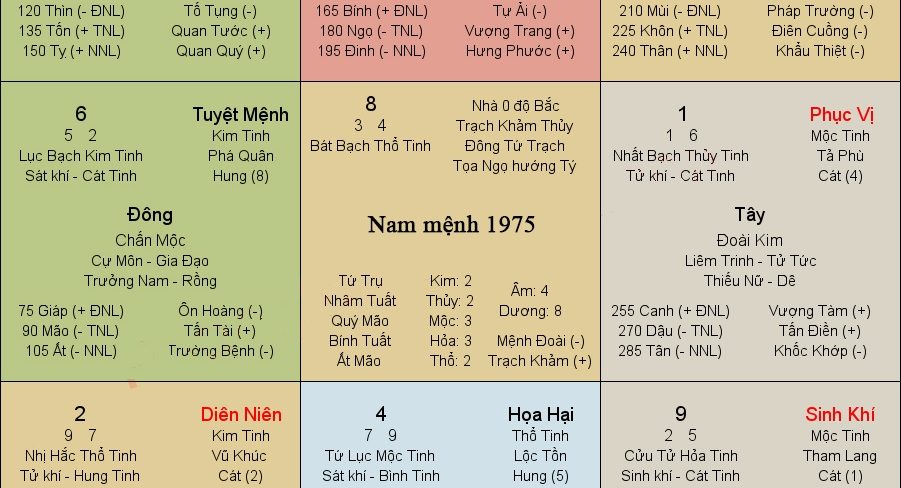 120 Thìn (- ĐNL) Tố Tụng (-)
135 Tốn (+ TNL) Quan Tước (+)
150 Tỵ (+ NNL) Quan Quý (+)
165 Bính (+ ĐNL) Tự Ải (-)
180 Ngọ (- TNL) Vượng Trang (+)
195 Đinh (- NNL) Hưng Phước (+)
210 Mùi (- ĐNL) Pháp Trường (-)
225 Khôn (+ TNL) Điên Cuồng (-)
240 Thân (+ NNL) Khẩu Thiệt (-)
6 Tuyệt Mệnh
5 2 Kim Tinh
Lục Bạch Kim Tinh Phá Quân
Sát khí - Cát Tinh Hung (8)
Đông
Chấn Mộc
Cự Môn - Gia Đạo
Trưởng Nam - Rồng
75 Giáp (+ ĐNL) Ôn Hoàng (-)
90 Mão (- TNL) Tấn Tài (+)
105 Ất (- NNL) Trường Bệnh (-)
8 Nhà 0 độ Bắc
3 4 Trạch Khảm Thủy
Bát Bạch Thổ Tinh Đông Tứ Trạch
Tọa Ngọ hướng Tý
Nam mệnh 1975
Tứ Trụ Kim: 2
Nhâm Tuất Thủy: 2 Âm: 4
Quý Mão Mộc: 3 Dương: 8
Bính Tuất Hỏa: 3 Mệnh Đoài (-)
Ất Mão Thổ: 2 Trạch Khảm (+)
1 Phục Vị
1 6 Mộc Tinh
Nhất Bạch Thủy Tinh Tả Phù
Tử khí - Cát Tinh Cát (4)
Tây
Đoài Kim
Liêm Trinh - Tử Tức
Thiếu Nữ - Dê
255 Canh (+ ĐNL) Vượng Tàm (+)
270 Dậu (- TNL) Tấn Điền (+)
285 Tân (- NNL) Khốc Khớp (-)
2 Diên Niên
9 7 Kim Tinh
Nhị Hắc Thổ Tinh Vũ Khúc
Tử khí - Hung Tinh Cát (2)
4 Họa Hại
7 9 Thổ Tinh
Tứ Lục Mộc Tinh Lộc Tồn
Sát khí - Bình Tinh Hung (5)
9 Sinh Khí
2 5 Mộc Tinh
Cửu Tử Hỏa Tinh Tham Lang
Sinh khí - Cát Tinh Cát (1)